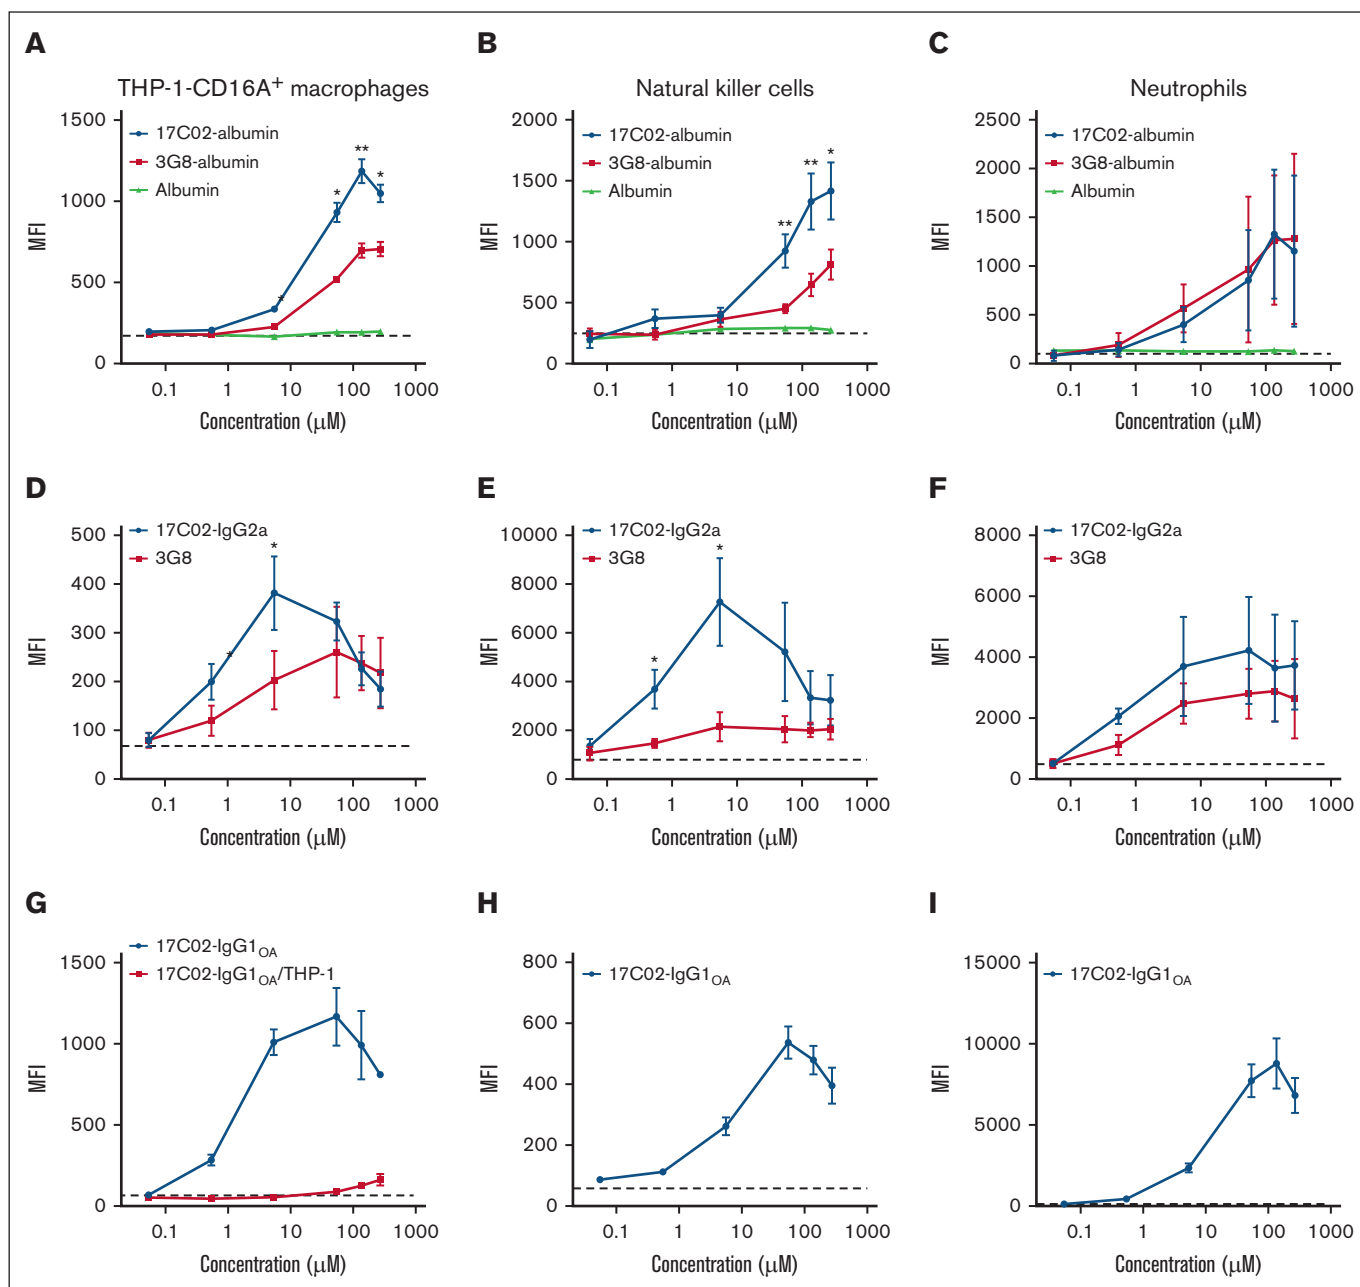 A
THP-1-CD16A+ macrophages
1500
1000
500
0
MFI
17C02-albumin
3G8-albumin
Albumin
*
*
**
*
0.1 1 10 100 1000
Concentration (μM)
B
Natural killer cells
2000
1500
1000
500
0
MFI
17C02-albumin
3G8-albumin
Albumin
**
**
*
0.1 1 10 100 1000
Concentration (μM)
C
Neutrophils
2500
2000
1500
1000
500
0
MFI
17C02-albumin
3G8-albumin
Albumin
0.1 1 10 100 1000
Concentration (μM)
D
500
400
300
200
100
0
MFI
17C02-IgG2a
3G8
*
*
0.1 1 10 100 1000
Concentration (μM)
E
10000
8000
6000
4000
2000
0
MFI
17C02-IgG2a
3G8
*
*
0.1 1 10 100 1000
Concentration (μM)
F
8000
6000
4000
2000
0
MFI
17C02-IgG2a
3G8
0.1 1 10 100 1000
Concentration (μM)
G
1500
1000
500
0
MFI
17C02-IgG1OA
17C02-IgG1OA/THP-1
0.1 1 10 100 1000
Concentration (μM)
H
800
600
400
200
0
MFI
17C02-IgG1OA
0.1 1 10 100 1000
Concentration (μM)
I
15000
10000
5000
0
MFI
17C02-IgG1OA
0.1 1 10 100 1000
Concentration (μM)